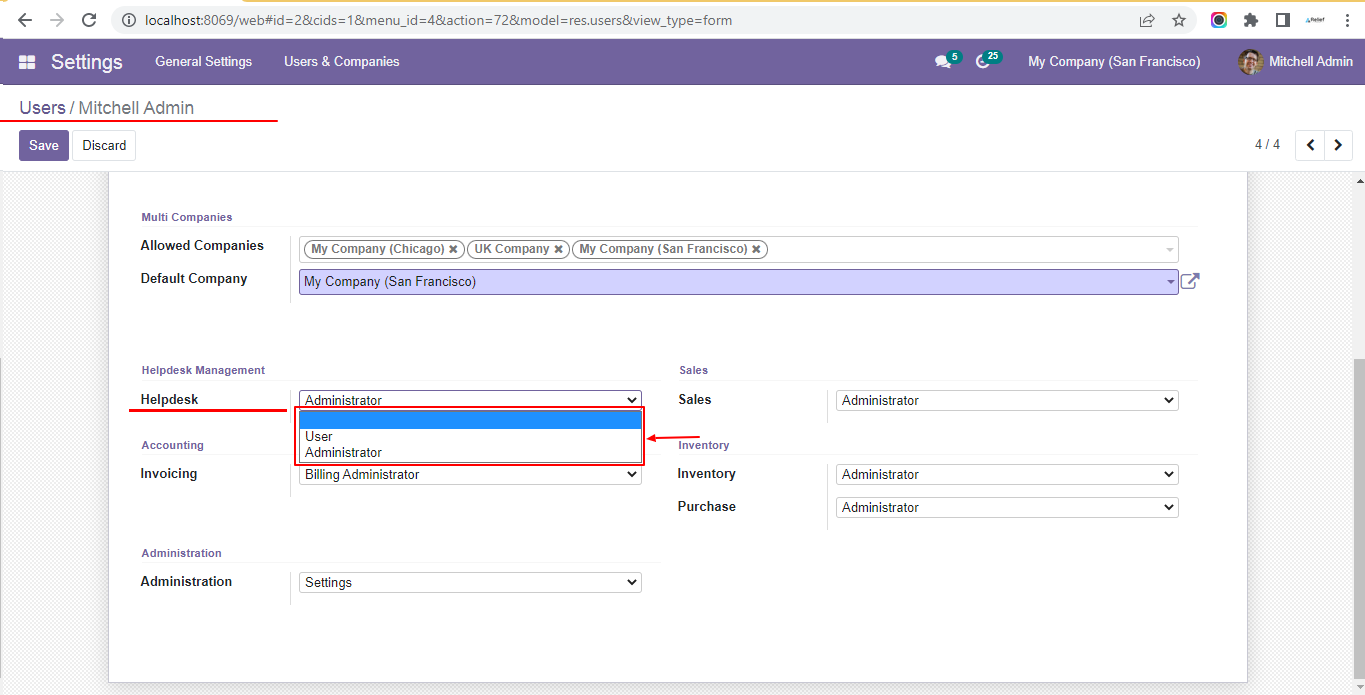 localhost:8069/web#id=2&cids=1&menu_id=4&action=72&model=res.users&view_type=form
Settings General Settings Users & Companies 5 25 My Company (San Francisco) Mitchell Admin
Users / Mitchell Admin
Save Discard 4 / 4
Multi Companies
Allowed Companies My Company (Chicago) UK Company My Company (San Francisco)
Default Company My Company (San Francisco)
Helpdesk Management Sales
Helpdesk Administrator Sales Administrator
User
Administrator
Accounting Inventory
Invoicing Billing Administrator Inventory Administrator
Purchase Administrator
Administration
Administration Settings